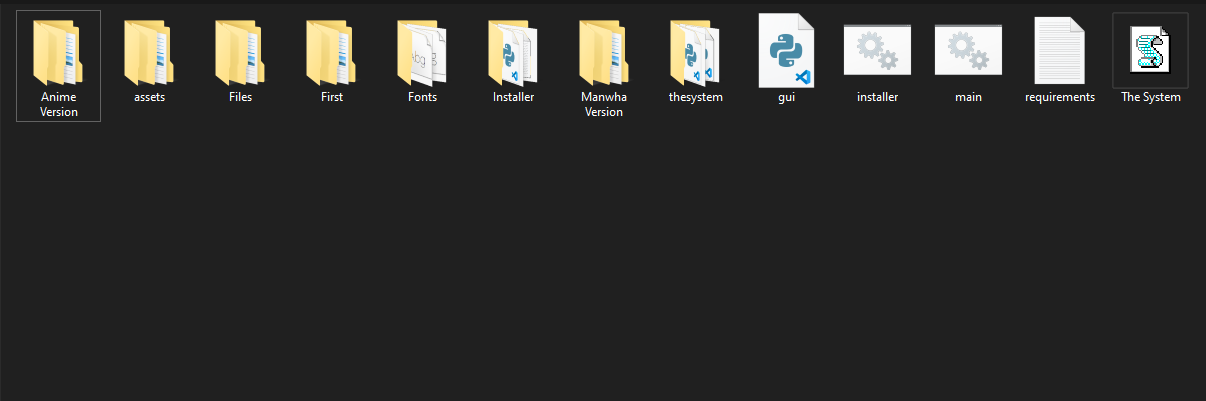 Anime
Version
assets
Files
First
Fonts
Installer
Manwha
Version
thesystem
gui
installer
main
requirements
The System